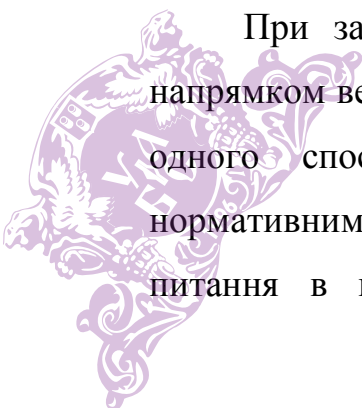 При за
напрямком ве
одного спос
нормативним
питання в